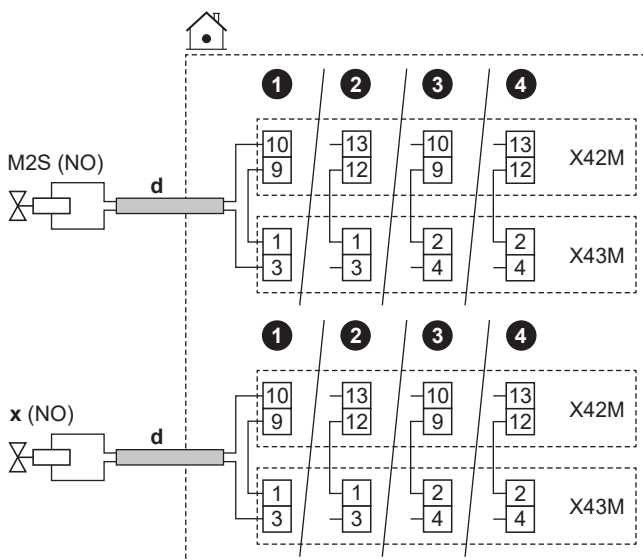 1 2 3 4
10 13 10 13
M2S (NO) X42M
9 12 9 12
d
1 1 2 2
X43M
3 3 4 4
1 2 3 4
10 13 10 13
x (NO) X42M
9 12 9 12
d
1 1 2 2
X43M
3 3 4 4